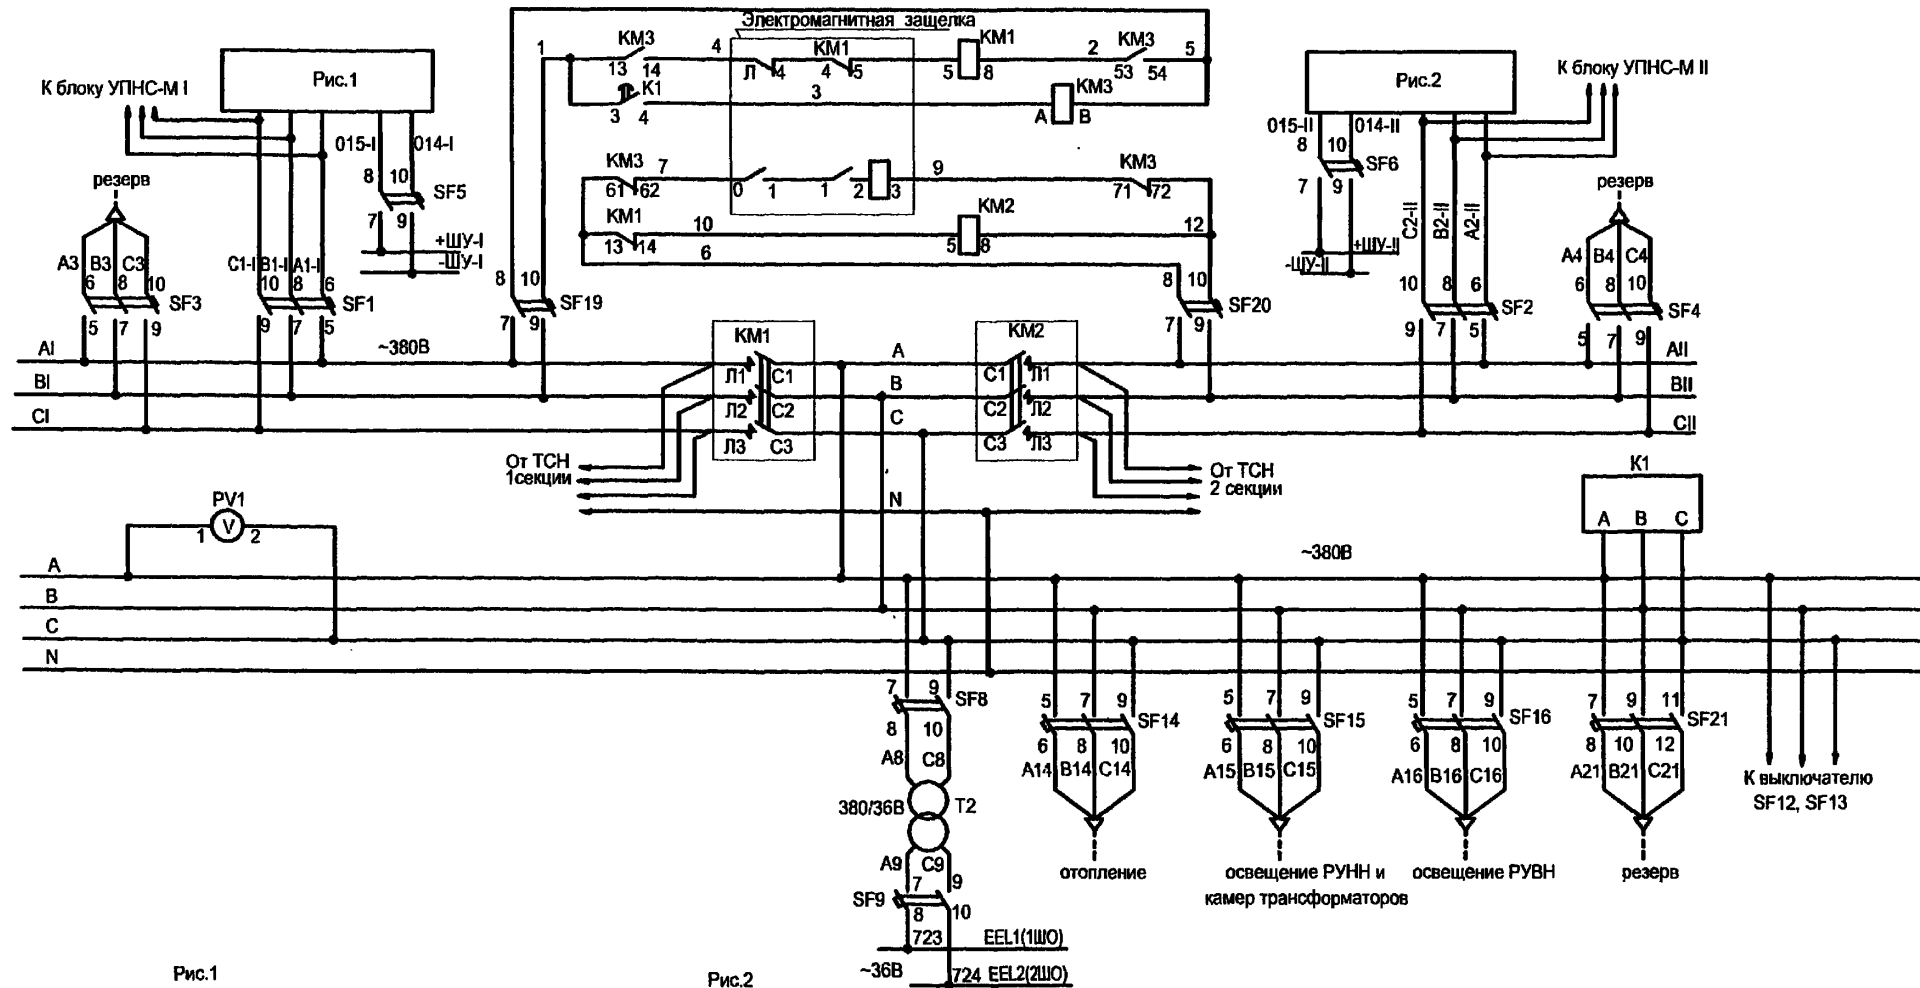 Электромагнитная защелка
1 КМ3 4 КМ1 КМ1 2 КМ3 5
13 14 Л 4 4 5 5 8 53 54
К1 3 КМ3
3 4 А В
Рис.1
К блоку УПНС-М I
Рис.2
К блоку УПНС-М II
015-I 014-I
8 10 SF5
7 9
+ШУ-I
-ШУ-I
резерв
А3 В3 С3
6 8 10 SF3
5 7 9
С1-I В1-I А1-I
10 8 6 SF1
9 7 5
КМ3 7 9 КМ3
61 62 0 1 1 2 3 71 72
КМ1 10 КМ2 12
13 14 5 8
6
8 10 SF19
7 9
8 10 SF20
7 9
015-II 014-II
8 10 SF6
7 9
+ШУ-II
-ШУ-II
С2-II В2-II А2-II
10 8 6 SF2
9 7 5
резерв
А4 В4 С4
6 8 10 SF4
5 7 9
АI ~380В КМ1 А КМ2 АII
Л1 С1 С1 Л1
ВI В ВII
Л2 С2 С2 Л2
СI С СII
Л3 С3 С3 Л3
От ТСН
1секции
От ТСН
2 секции
N
К1
А В С
PV1
1 V 2
~380В
А
В
С
N
7 9 SF8
8 10
А8 С8
380/36В Т2
А9 С9
7 9
SF9
8 10
723 EEL1(1ШО)
~36В
724 EEL2(2ШО)
5 7 9 SF14
6 8 10
А14 В14 С14
отопление
5 7 9 SF15
6 8 10
А15 В15 С15
освещение РУНН и
камер трансформаторов
5 7 9 SF16
6 8 10
А16 В16 С16
освещение РУВН
7 9 11 SF21
8 10 12
А21 В21 С21
резерв
К выключателю
SF12, SF13
Рис.1
Рис.2